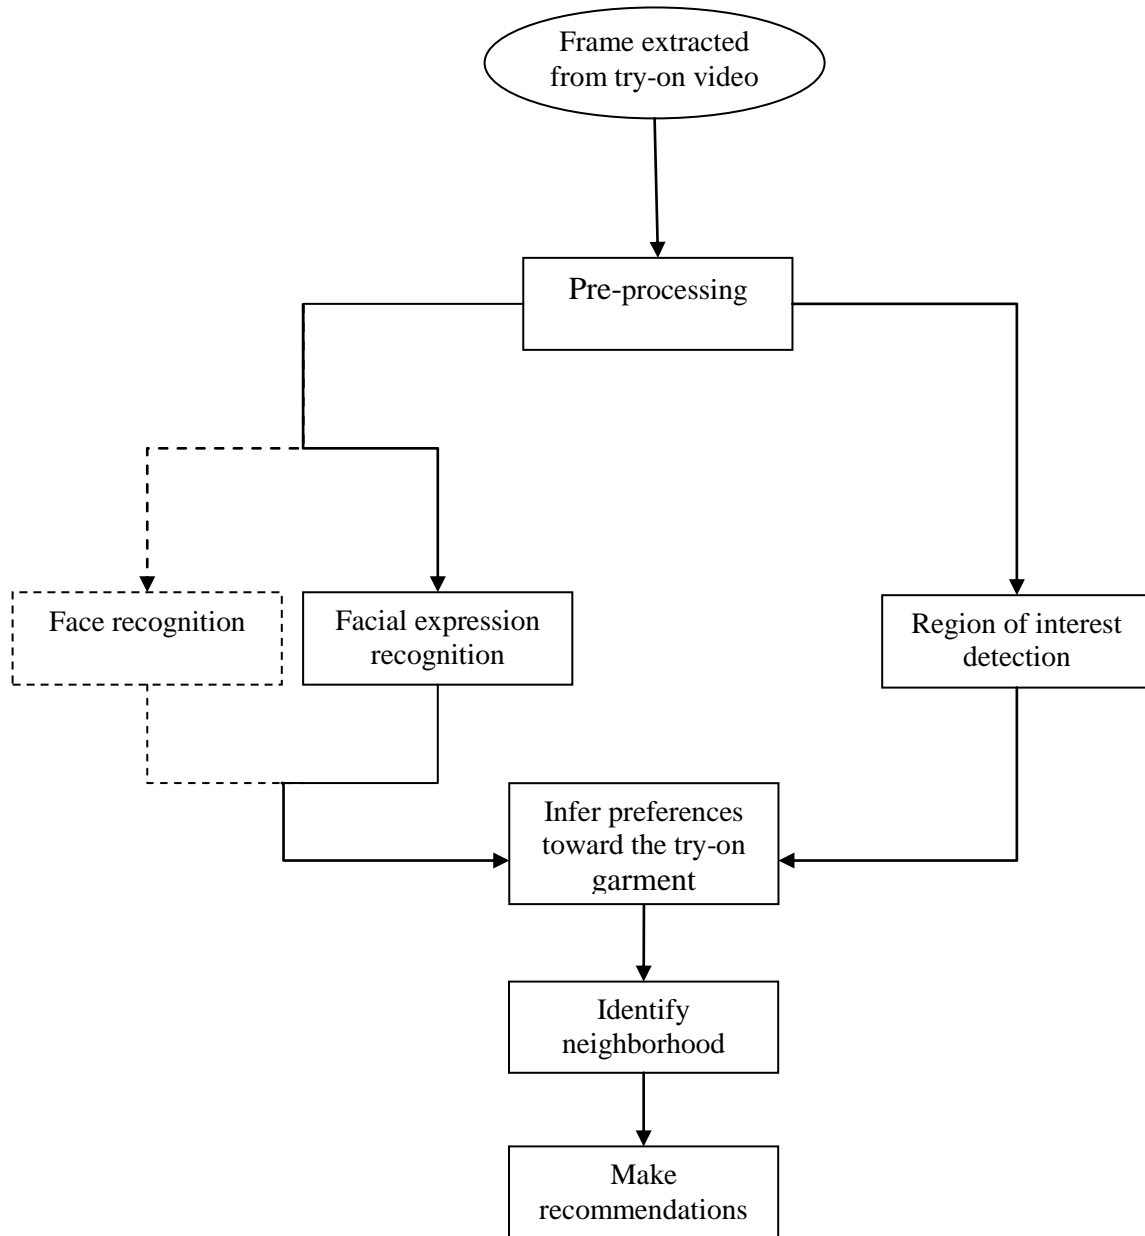 Frame extracted
from try-on video
Pre-processing
Face recognition
Facial expression
recognition
Region of interest
detection
Infer preferences
toward the try-on
garment
Identify
neighborhood
Make
recommendations